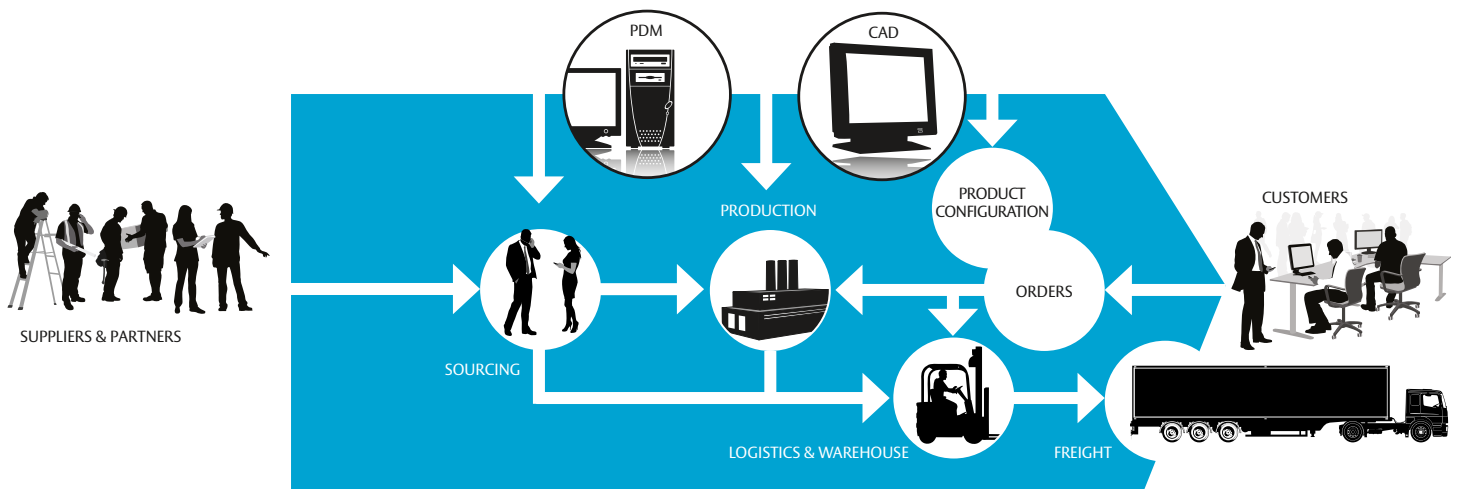 PDM
CAD
PRODUCT
CONFIGURATION
CUSTOMERS
PRODUCTION
ORDERS
SUPPLIERS & PARTNERS
SOURCING
LOGISTICS & WAREHOUSE
FREIGHT